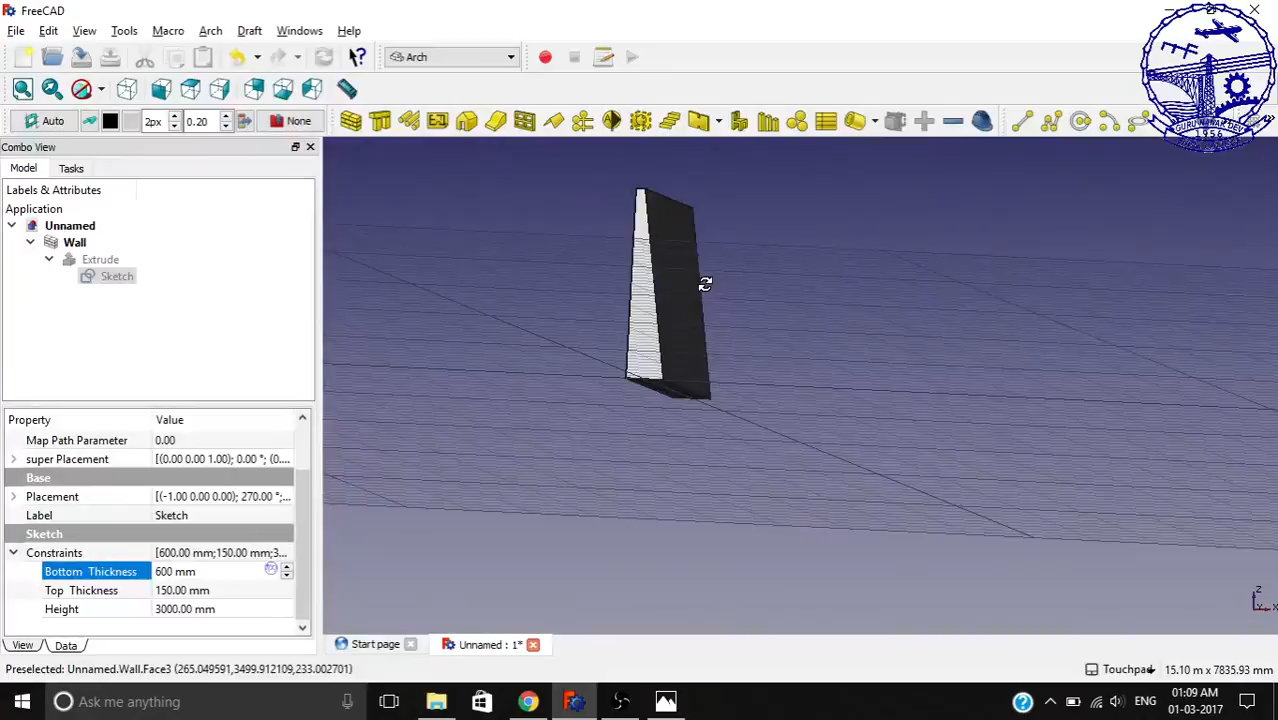 FreeCAD
File Edit View Tools Macro Arch Draft Windows Help
Arch
Auto 2px 0.20 None
GURU NANAK DEV
1956
Combo View
Model Tasks
Labels & Attributes
Application
Unnamed
Wall
Extrude
Sketch
Property Value
Map Path Parameter 0.00
super Placement [(0.00 0.00 1.00); 0.00 °; (0....
Base
Placement [(-1.00 0.00 0.00); 270.00 °;...
Label Sketch
Sketch
Constraints [600.00 mm;150.00 mm;3...
Bottom Thickness 600 mm
Top Thickness 150.00 mm
Height 3000.00 mm
View Data
Start page Unnamed : 1*
Z
Y X
Preselected: Unnamed.Wall.Face3 (265.049591,3499.912109,233.002701) Touchpad 15.10 m x 7835.93 mm
Ask me anything
ENG
01:09 AM
01-03-2017